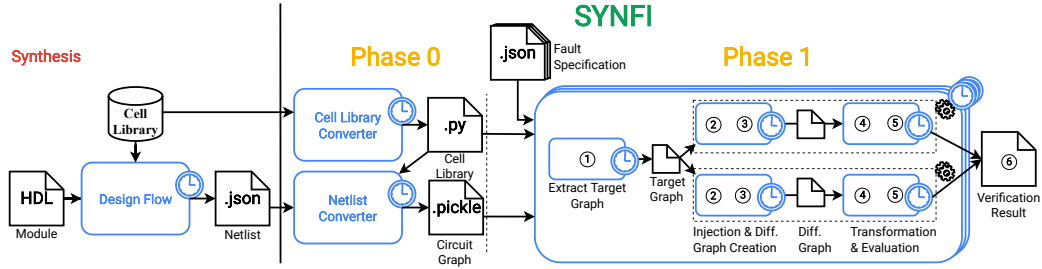 SYNFI
Synthesis
Phase 0
Phase 1
.json
Fault
Specification
Cell
Library
Cell Library
Converter
.py
Cell
Library
HDL
Module
Design Flow
.json
Netlist
Netlist
Converter
.pickle
Circuit
Graph
1
Extract Target
Graph
Target
Graph
2 3
4 5
2 3
4 5
Injection & Diff.
Graph Creation
Diff.
Graph
Transformation
& Evaluation
6
Verification
Result